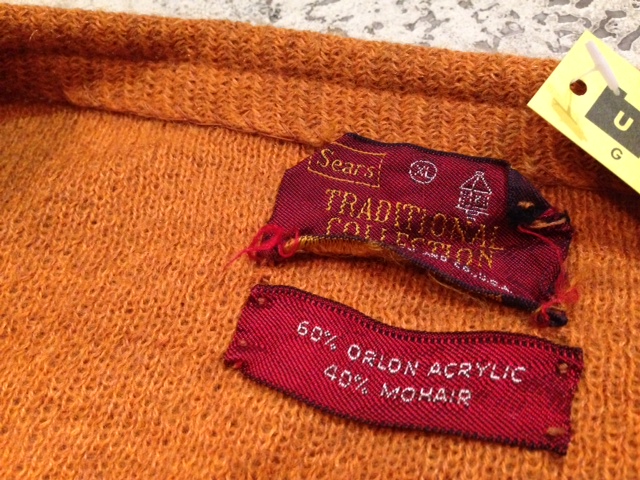 Sears
XL
TRADITIONAL
COLLECTION
60% ORLON ACRYLIC
40% MOHAIR
U
G